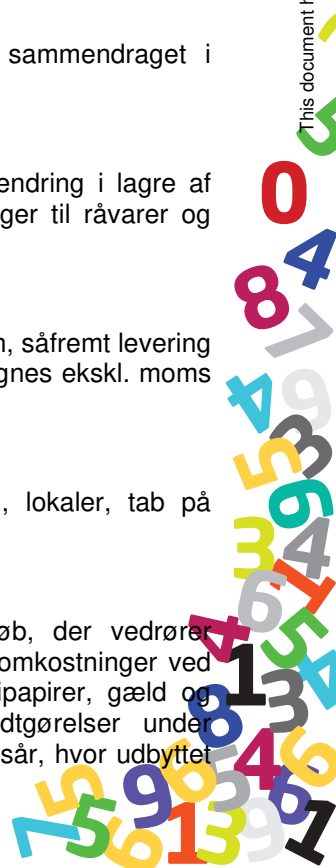 sammendraget i
endring i lagre af
ger til råvarer og
, såfremt levering
gnes ekskl. moms
, lokaler, tab på
øb, der vedrører
omkostninger ved
ipapirer, gæld og
dtgørelser under
sår, hvor udbyttet
This document h